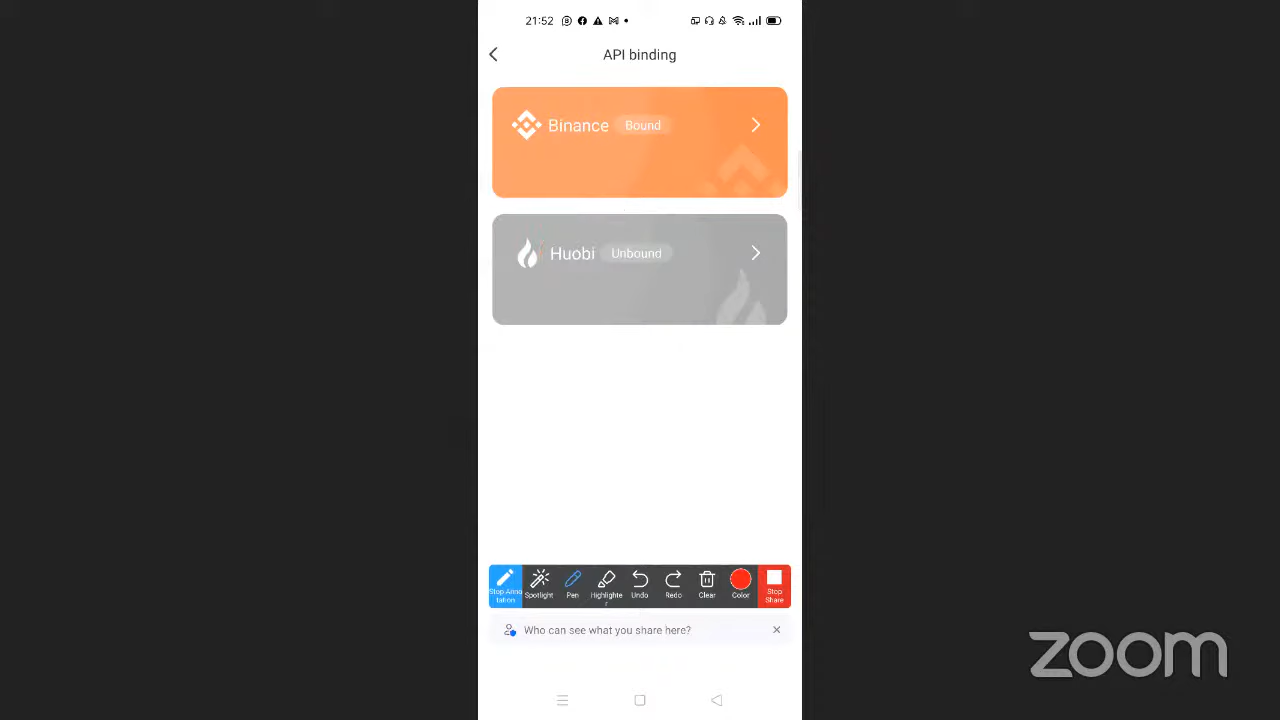 21:52
API binding
Binance Bound
Huobi Unbound
Stop Annotation Spotlight Pen Highlighter Undo Redo Clear Color Stop Share
Who can see what you share here?
zoom